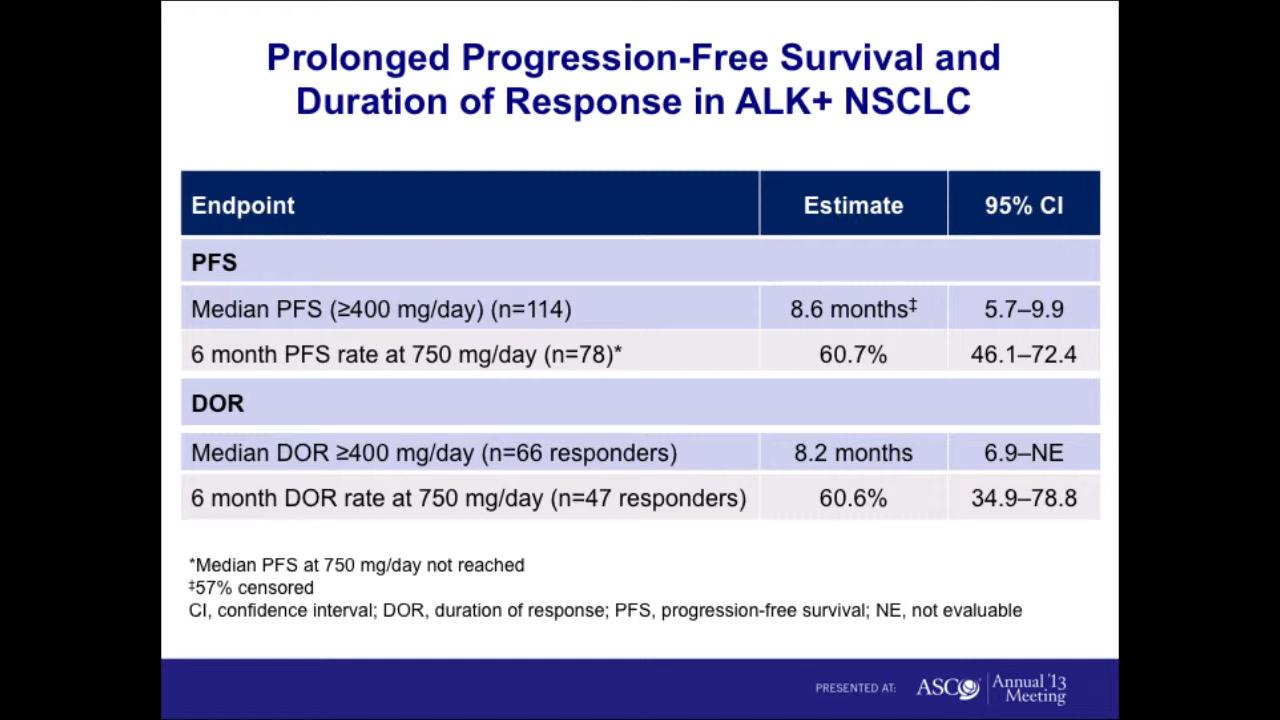 Prolonged Progression-Free Survival and
Duration of Response in ALK+ NSCLC
Endpoint Estimate 95% CI
PFS
Median PFS (≥400 mg/day) (n=114) 8.6 months‡ 5.7–9.9
6 month PFS rate at 750 mg/day (n=78)* 60.7% 46.1–72.4
DOR
Median DOR ≥400 mg/day (n=66 responders) 8.2 months 6.9–NE
6 month DOR rate at 750 mg/day (n=47 responders) 60.6% 34.9–78.8
*Median PFS at 750 mg/day not reached
‡57% censored
CI, confidence interval; DOR, duration of response; PFS, progression-free survival; NE, not evaluable
PRESENTED AT: ASCO Annual '13
Meeting